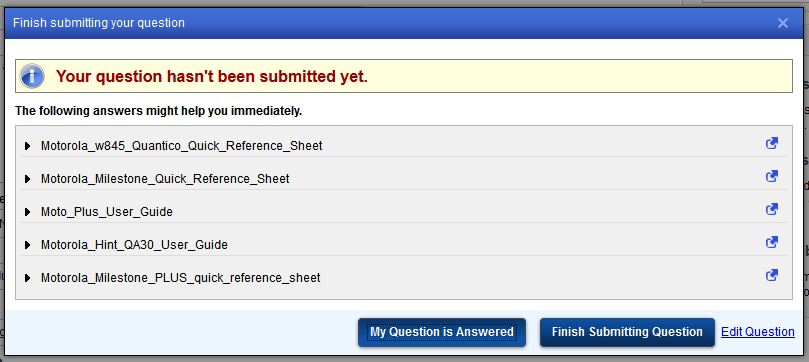 Finish submitting your question
Your question hasn't been submitted yet.
The following answers might help you immediately.
Motorola_w845_Quantico_Quick_Reference_Sheet
Motorola_Milestone_Quick_Reference_Sheet
Moto_Plus_User_Guide
Motorola_Hint_QA30_User_Guide
Motorola_Milestone_PLUS_quick_reference_sheet
My Question is Answered Finish Submitting Question Edit Question